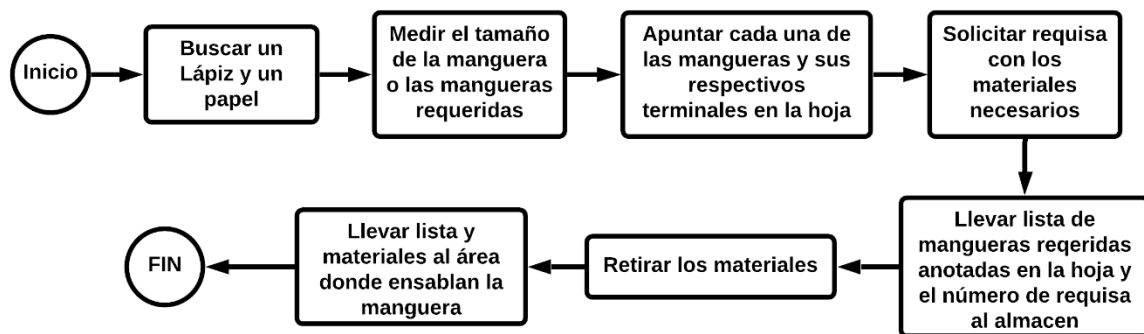 Inicio
Buscar un
Lápiz y un
papel
Medir el tamaño
de la manguera
o las mangueras
requeridas
Apuntar cada una de
las mangueras y sus
respectivos
terminales en la hoja
Solicitar requisa
con los
materiales
necesarios
Llevar lista de
mangueras reqeridas
anotadas en la hoja y
el número de requisa
al almacen
Retirar los materiales
Llevar lista y
materiales al área
donde ensablan la
manguera
FIN